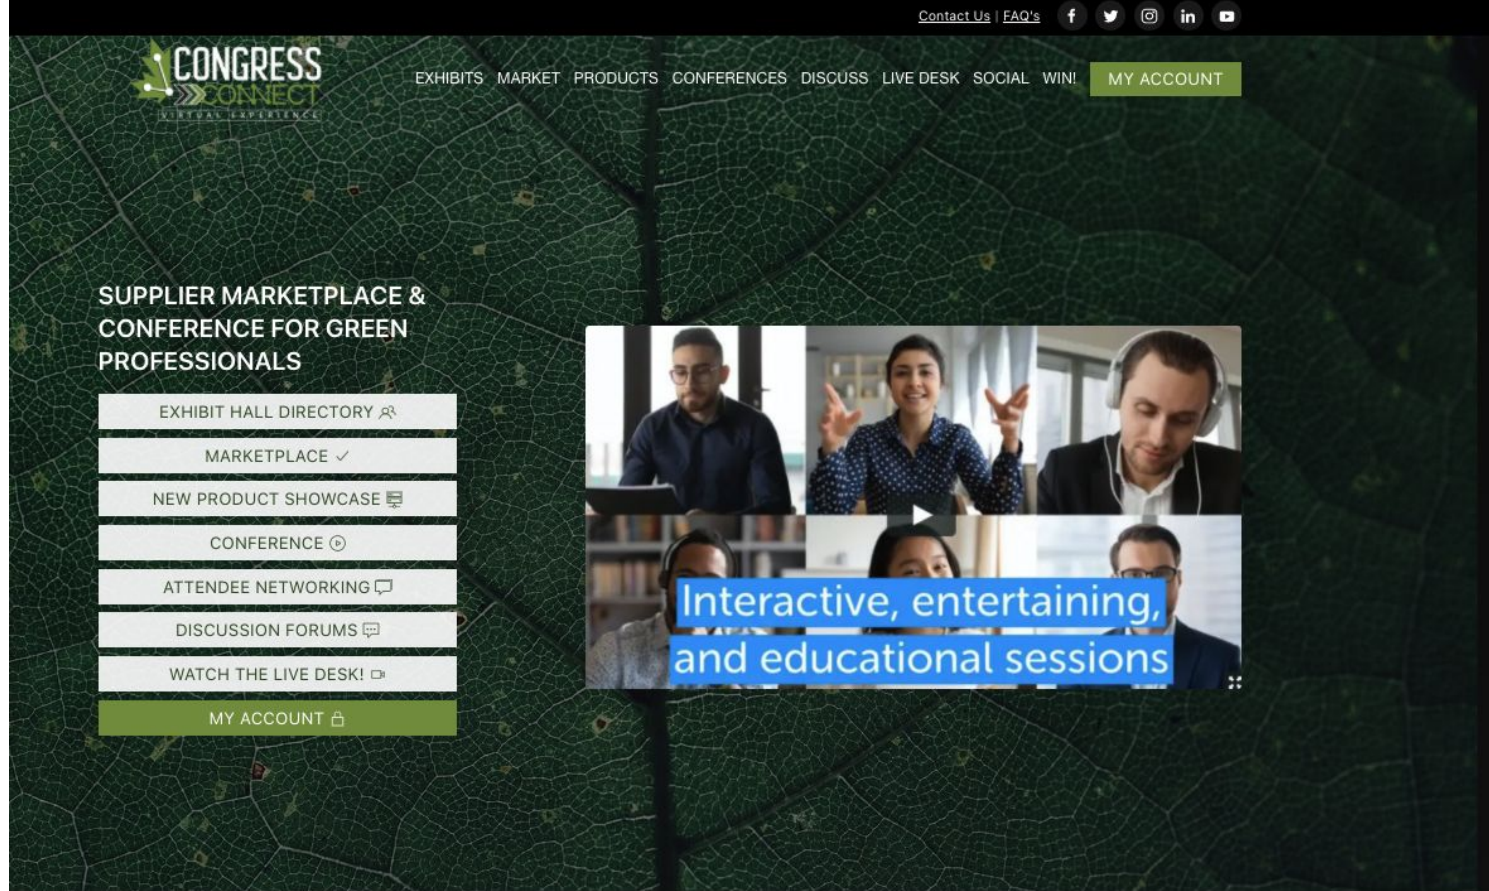 Contact Us | FAQ's
CONGRESS
CONNECT
VIRTUAL EXPERIENCE
EXHIBITS MARKET PRODUCTS CONFERENCES DISCUSS LIVE DESK SOCIAL WIN! MY ACCOUNT
SUPPLIER MARKETPLACE &
CONFERENCE FOR GREEN
PROFESSIONALS
EXHIBIT HALL DIRECTORY
MARKETPLACE
NEW PRODUCT SHOWCASE
CONFERENCE
ATTENDEE NETWORKING
DISCUSSION FORUMS
WATCH THE LIVE DESK!
MY ACCOUNT
Interactive, entertaining,
and educational sessions